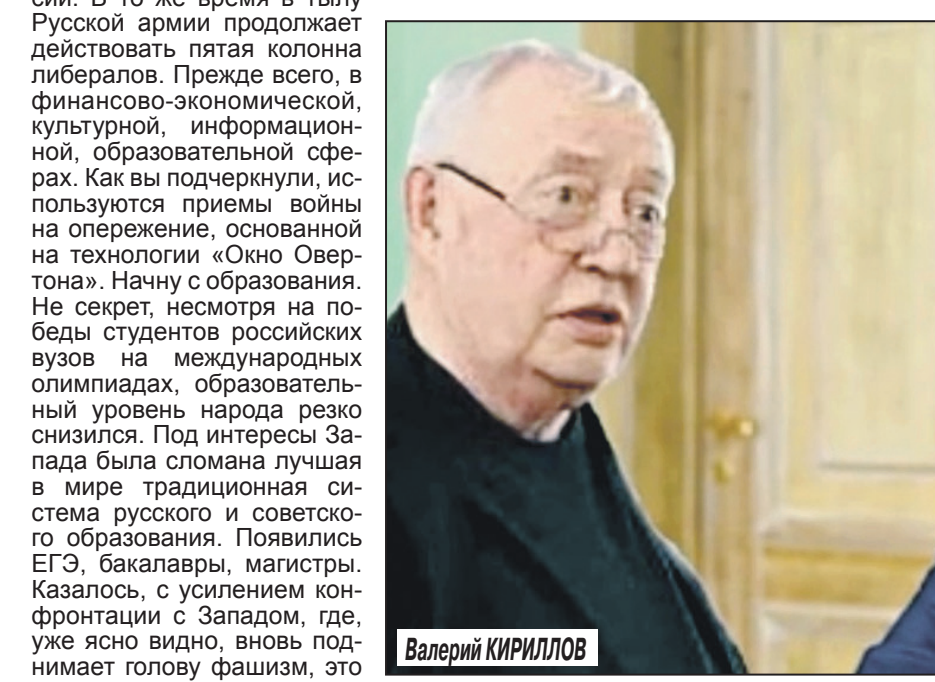 сии. В то же время в тылу
Русской армии продолжает
действовать пятая колонна
либералов. Прежде всего, в
финансово-экономической,
культурной, информацион-
ной, образовательной сфе-
рах. Как вы подчеркнули, ис-
пользуются приемы войны
на опережение, основанной
на технологии «Окно Овер-
тона». Начну с образования.
Не секрет, несмотря на по-
беды студентов российских
вузов на международных
олимпиадах, образователь-
ный уровень народа резко
снизился. Под интересы За-
пада была сломана лучшая
в мире традиционная си-
стема русского и советско-
го образования. Появились
ЕГЭ, бакалавры, магистры.
Казалось, с усилением кон-
фронтации с Западом, где,
уже ясно видно, вновь под-
нимает голову фашизм, это
Валерий КИРИЛЛОВ